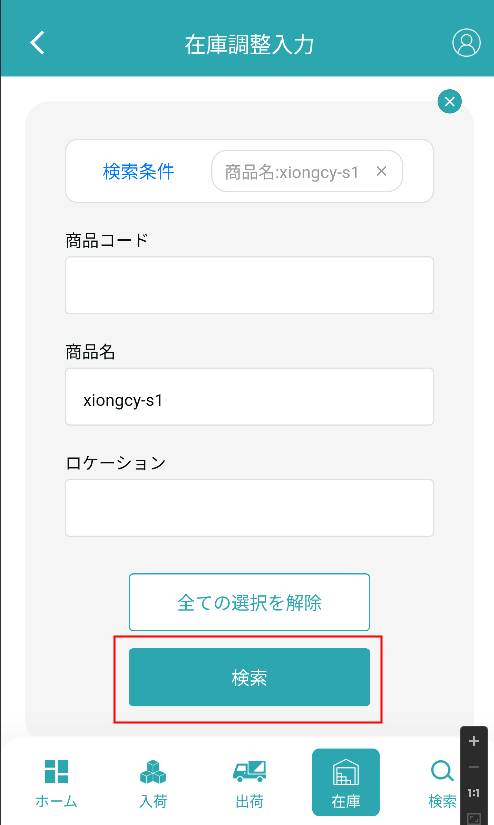 在庫調整入力
検索条件 商品名:xiongcy-s1 ×
商品コード
商品名
xiongcy-s1
ロケーション
全ての選択を解除
検索
ホーム 入荷 出荷 在庫 検索
1:1